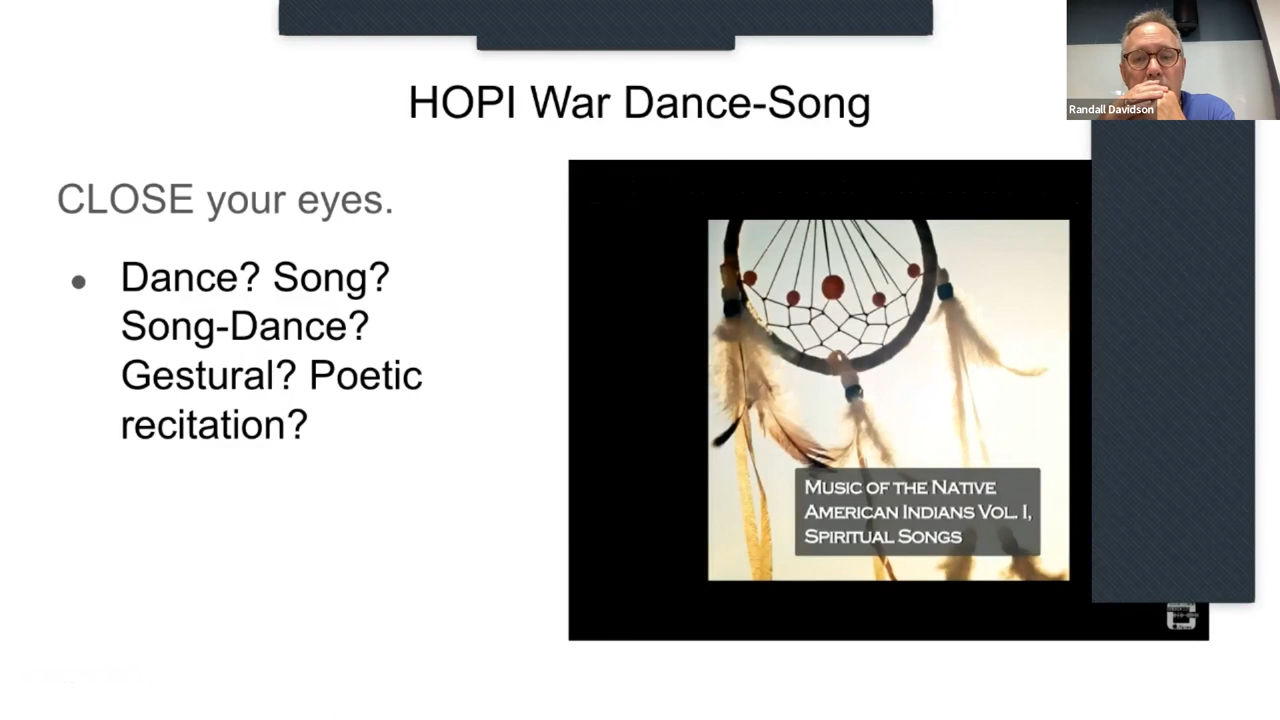 HOPI War Dance-Song
Randall Davidson
CLOSE your eyes.
● Dance? Song?
Song-Dance?
Gestural? Poetic
recitation?
MUSIC OF THE NATIVE
AMERICAN INDIANS VOL. I,
SPIRITUAL SONGS